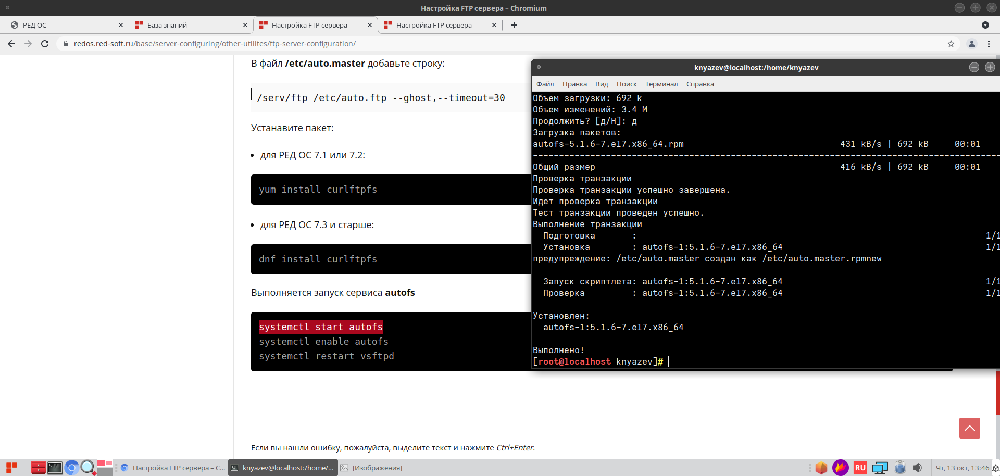 Настройка FTP сервера – Chromium
РЕД ОС
База знаний
Настройка FTP сервера
Настройка FTP сервера
redos.red-soft.ru/base/server-configuring/other-utilites/ftp-server-configuration/
В файл /etc/auto.master добавьте строку:
/serv/ftp /etc/auto.ftp --ghost,--timeout=30
Устанавите пакет:
для РЕД ОС 7.1 или 7.2:
yum install curlftpfs
для РЕД ОС 7.3 и старше:
dnf install curlftpfs
Выполняется запуск сервиса autofs
systemctl start autofs
systemctl enable autofs
systemctl restart vsftpd
Если вы нашли ошибку, пожалуйста, выделите текст и нажмите Ctrl+Enter.
knyazev@localhost:/home/knyazev
Файл Правка Вид Поиск Терминал Справка
Объем загрузки: 692 k
Объем изменений: 3.4 M
Продолжить? [д/Н]: д
Загрузка пакетов:
autofs-5.1.6-7.el7.x86_64.rpm 431 kB/s | 692 kB 00:01
--------------------------------------------------------------------------------------------
Общий размер 416 kB/s | 692 kB 00:01
Проверка транзакции
Проверка транзакции успешно завершена.
Идет проверка транзакции
Тест транзакции проведен успешно.
Выполнение транзакции
Подготовка : 1/1
Установка : autofs-1:5.1.6-7.el7.x86_64 1/1
предупреждение: /etc/auto.master создан как /etc/auto.master.rpmnew
Запуск скриптлета: autofs-1:5.1.6-7.el7.x86_64 1/1
Проверка : autofs-1:5.1.6-7.el7.x86_64 1/1
Установлен:
autofs-1:5.1.6-7.el7.x86_64
Выполнено!
[root@localhost knyazev]#
Настройка FTP сервера – С...
knyazev@localhost:/home/...
[Изображения]
RU
Чт, 13 окт, 13:46